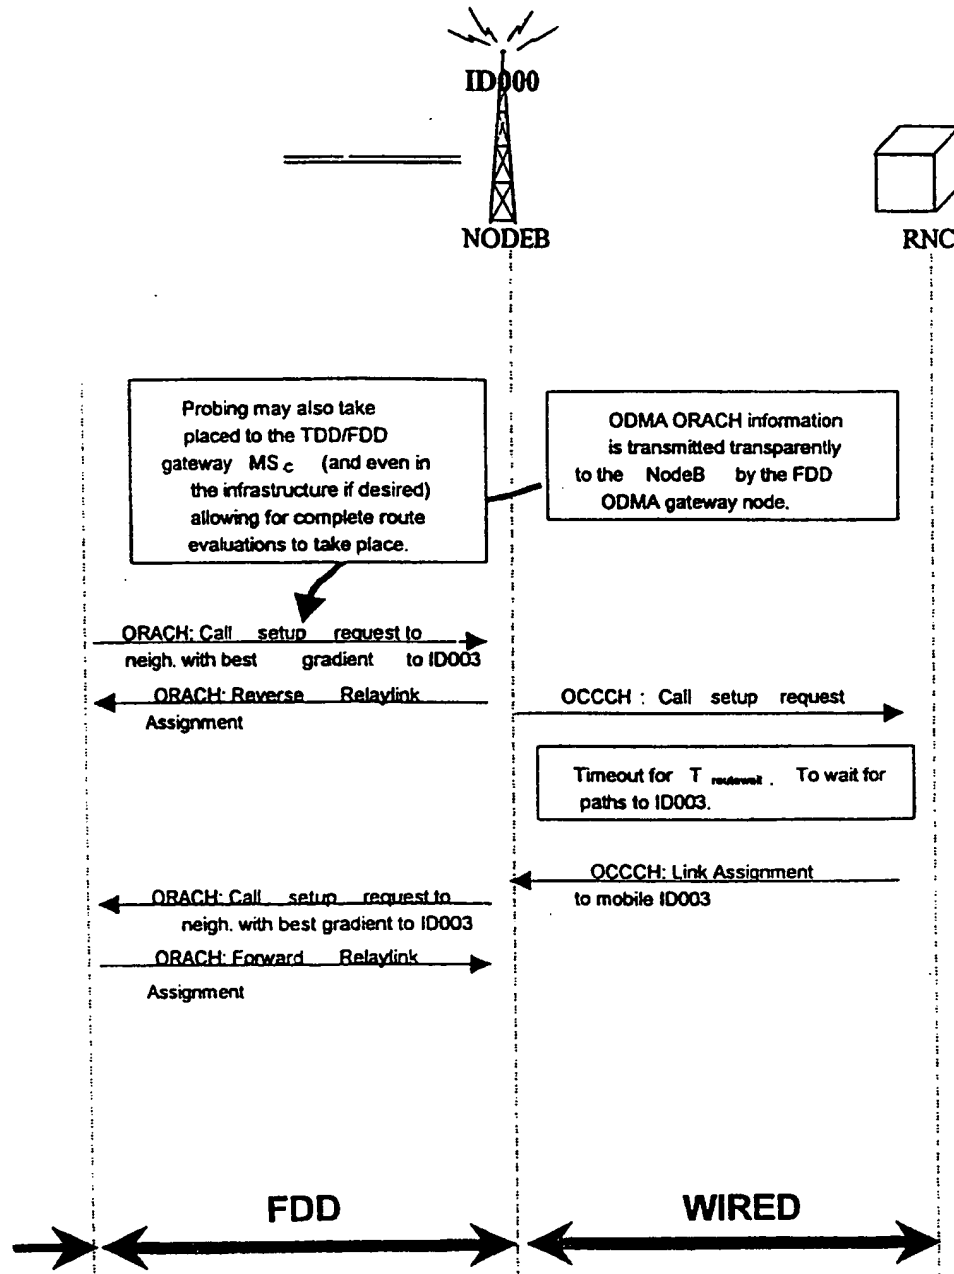 ID000
NODEB
RNC
Probing may also take
placed to the TDD/FDD
gateway MS C (and even in
the infrastructure if desired)
allowing for complete route
evaluations to take place.
ODMA ORACH information
is transmitted transparently
to the NodeB by the FDD
ODMA gateway node.
ORACH: Call setup request to
neigh. with best gradient to ID003
ORACH: Reverse Relaylink
Assignment
OCCCH : Call setup request
Timeout for T routewait . To wait for
paths to ID003.
OCCCH: Link Assignment
to mobile ID003
ORACH: Call setup request to
neigh. with best gradient to ID003
ORACH: Forward Relaylink
Assignment
FDD
WIRED